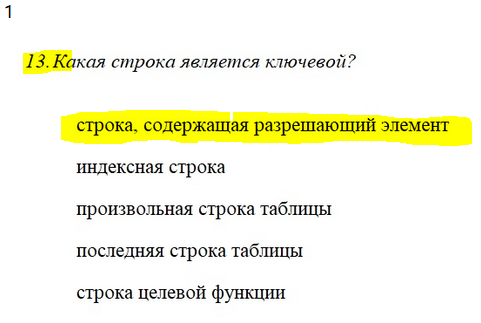 1
13. Какая строка является ключевой?
строка, содержащая разрешающий элемент
индексная строка
произвольная строка таблицы
последняя строка таблицы
строка целевой функции